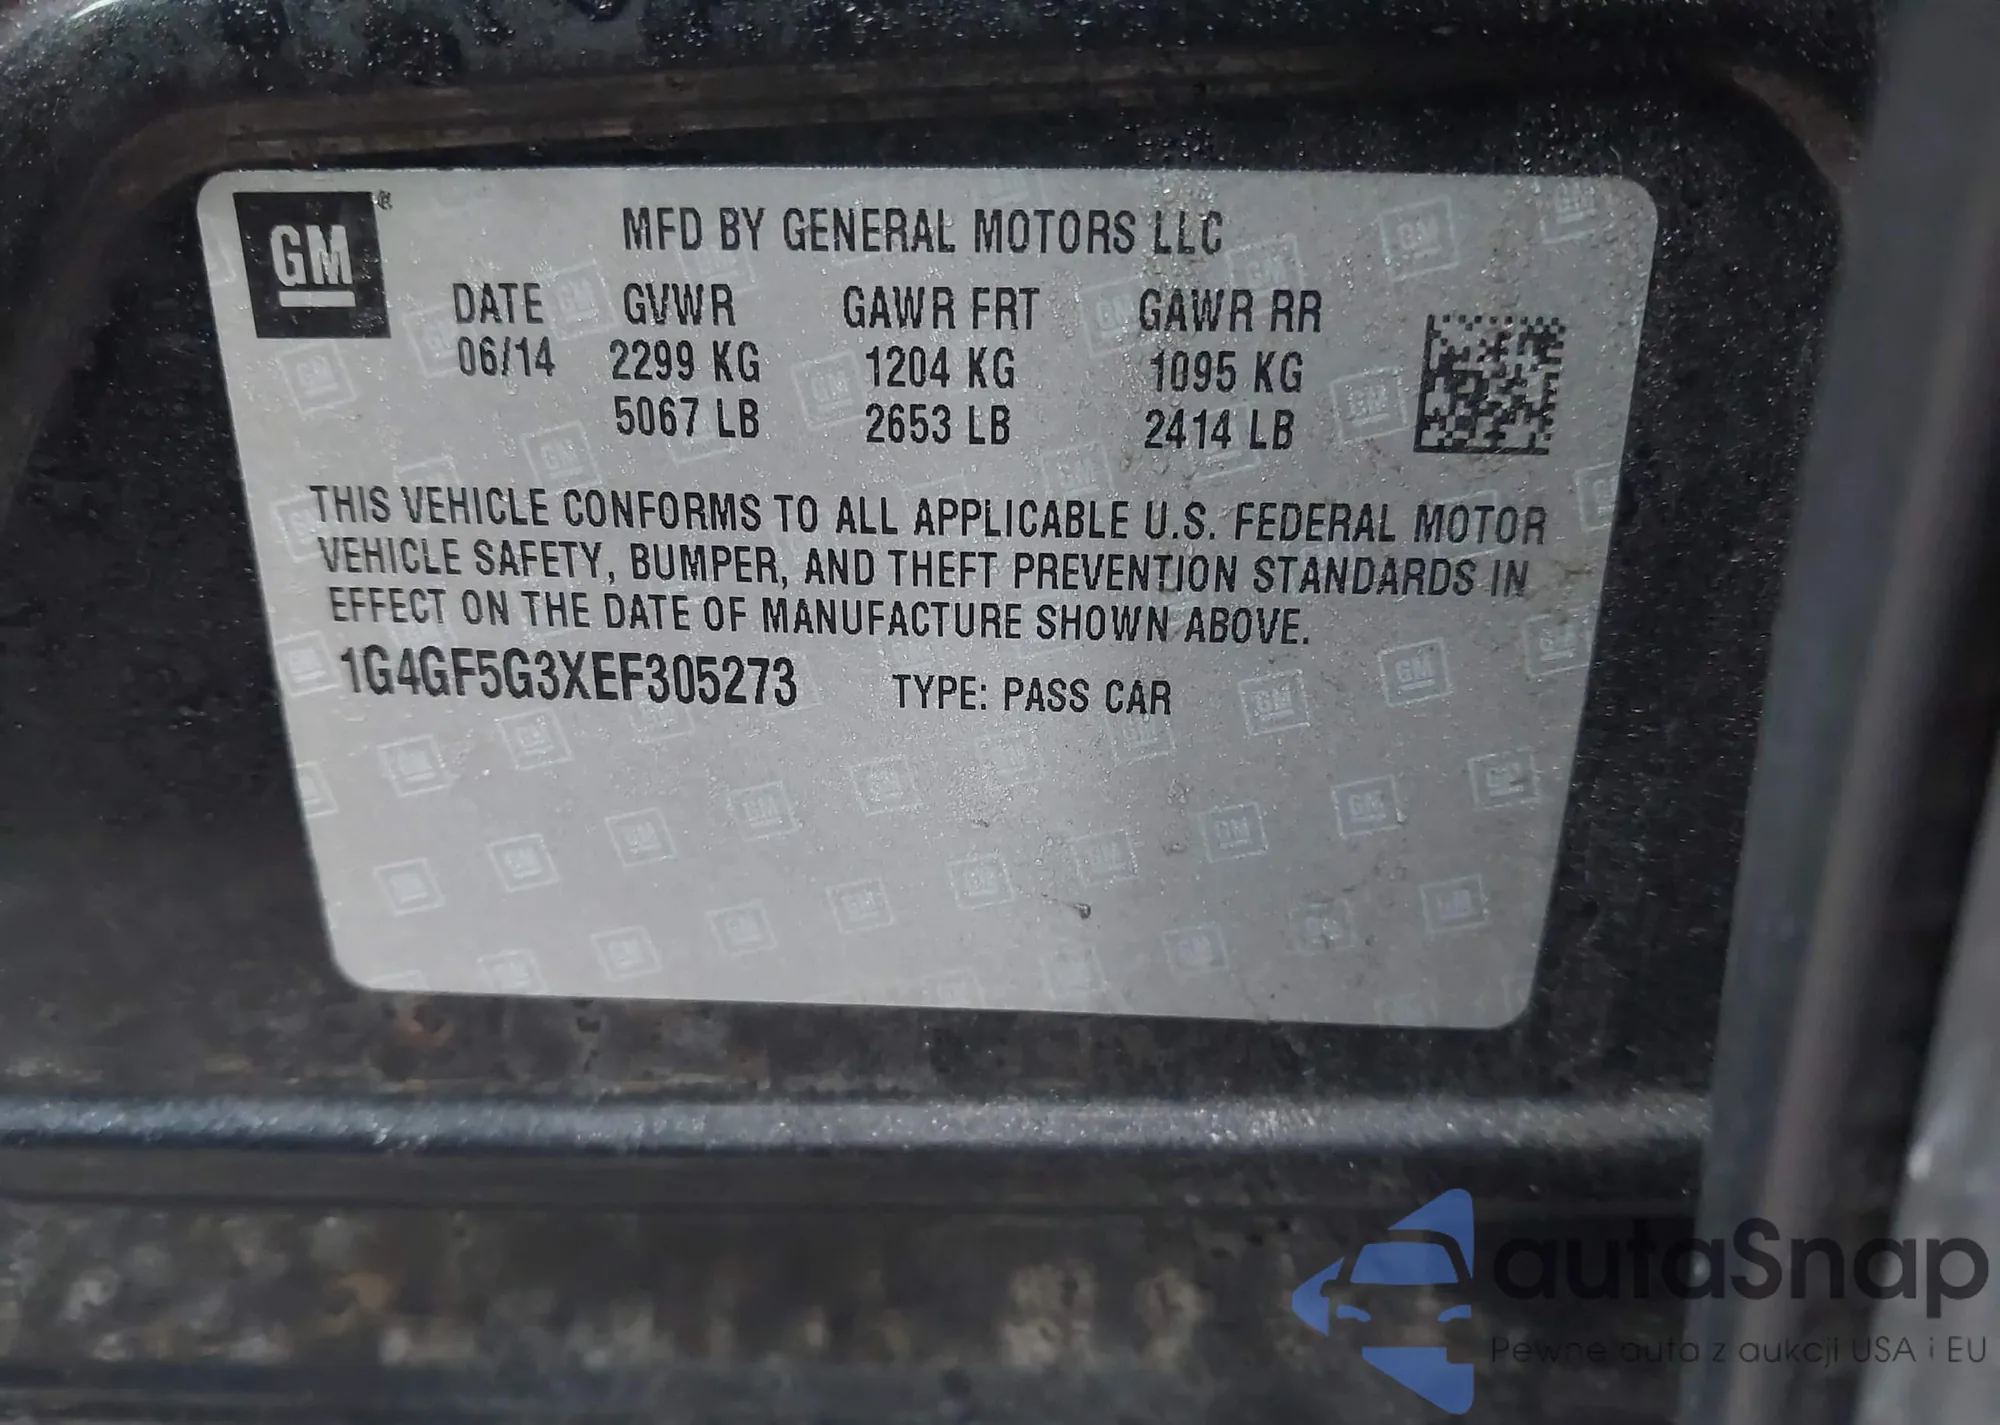 GM®
MFD BY GENERAL MOTORS LLC
DATE GVWR GAWR FRT GAWR RR
06/14 2299 KG 1204 KG 1095 KG
5067 LB 2653 LB 2414 LB
THIS VEHICLE CONFORMS TO ALL APPLICABLE U.S. FEDERAL MOTOR
VEHICLE SAFETY, BUMPER, AND THEFT PREVENTION STANDARDS IN
EFFECT ON THE DATE OF MANUFACTURE SHOWN ABOVE.
1G4GF5G3XEF305273 TYPE: PASS CAR
autaSnap
Pewne auta z aukcji USA i EU